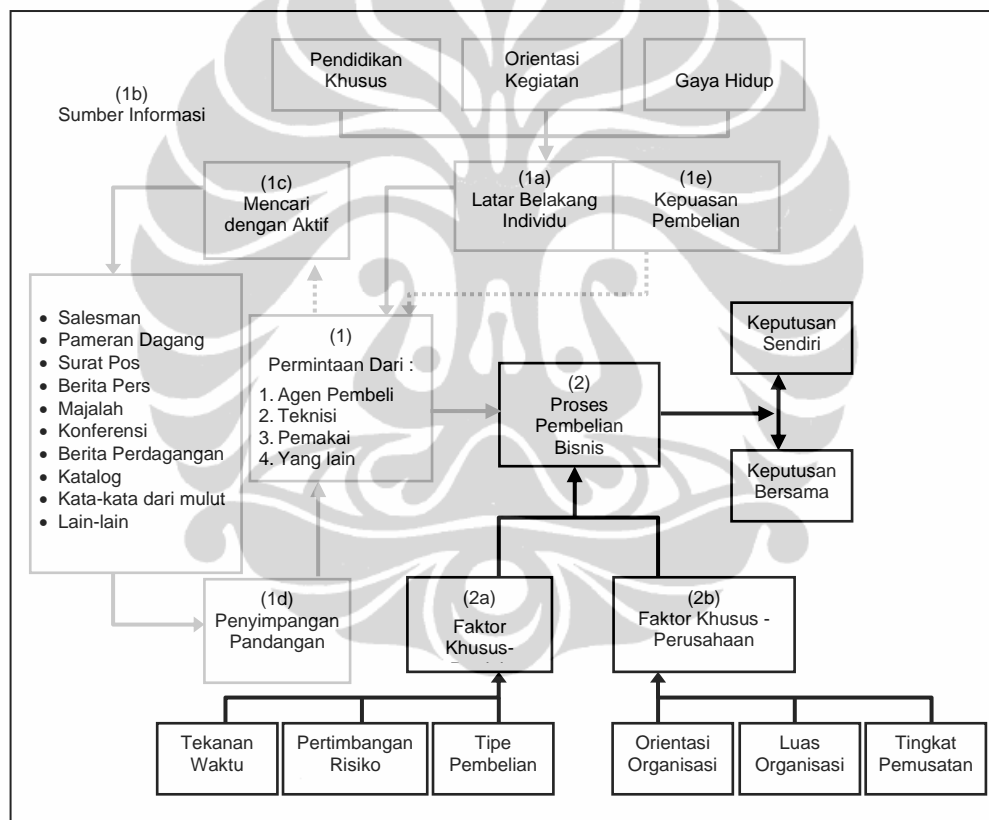 Pendidikan
Khusus
Orientasi
Kegiatan
Gaya Hidup
(1b)
Sumber Informasi
(1c)
Mencari
dengan Aktif
(1a)
Latar Belakang
Individu
(1e)
Kepuasan
Pembelian
• Salesman
• Pameran Dagang
• Surat Pos
• Berita Pers
• Majalah
• Konferensi
• Berita Perdagangan
• Katalog
• Kata-kata dari mulut
• Lain-lain
(1)
Permintaan Dari :
1. Agen Pembeli
2. Teknisi
3. Pemakai
4. Yang lain
(2)
Proses
Pembelian
Bisnis
Keputusan
Sendiri
Keputusan
Bersama
(1d)
Penyimpangan
Pandangan
(2a)
Faktor
Khusus-
(2b)
Faktor Khusus -
Perusahaan
Tekanan
Waktu
Pertimbangan
Risiko
Tipe
Pembelian
Orientasi
Organisasi
Luas
Organisasi
Tingkat
Pemusatan